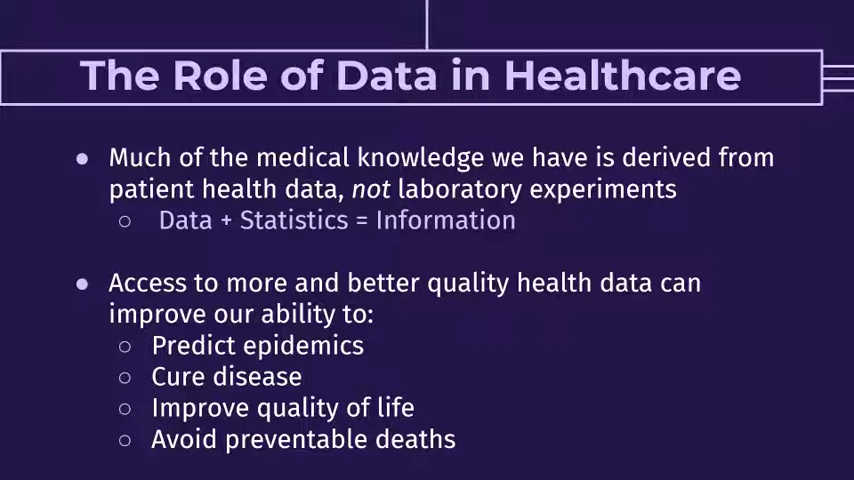 The Role of Data in Healthcare
● Much of the medical knowledge we have is derived from
patient health data, not laboratory experiments
○ Data + Statistics = Information
● Access to more and better quality health data can
improve our ability to:
○ Predict epidemics
○ Cure disease
○ Improve quality of life
○ Avoid preventable deaths